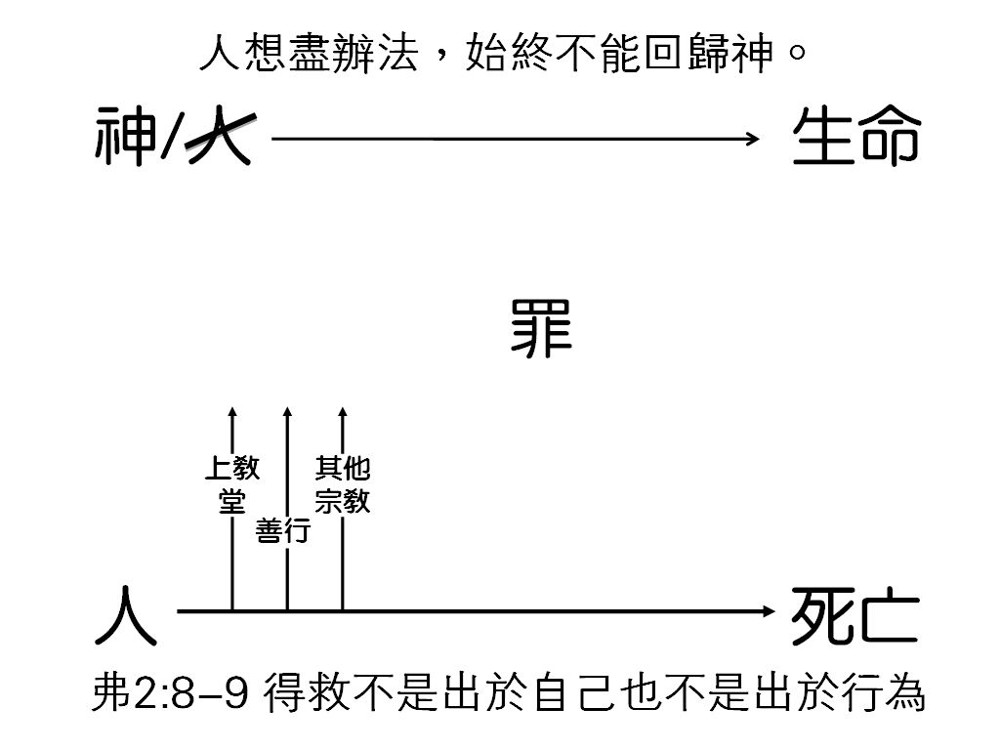 人想盡辦法，始終不能回歸神。
神/人
生命
罪
上教
堂
善行
其他
宗教
人
死亡
弗2:8–9 得救不是出於自己也不是出於行為